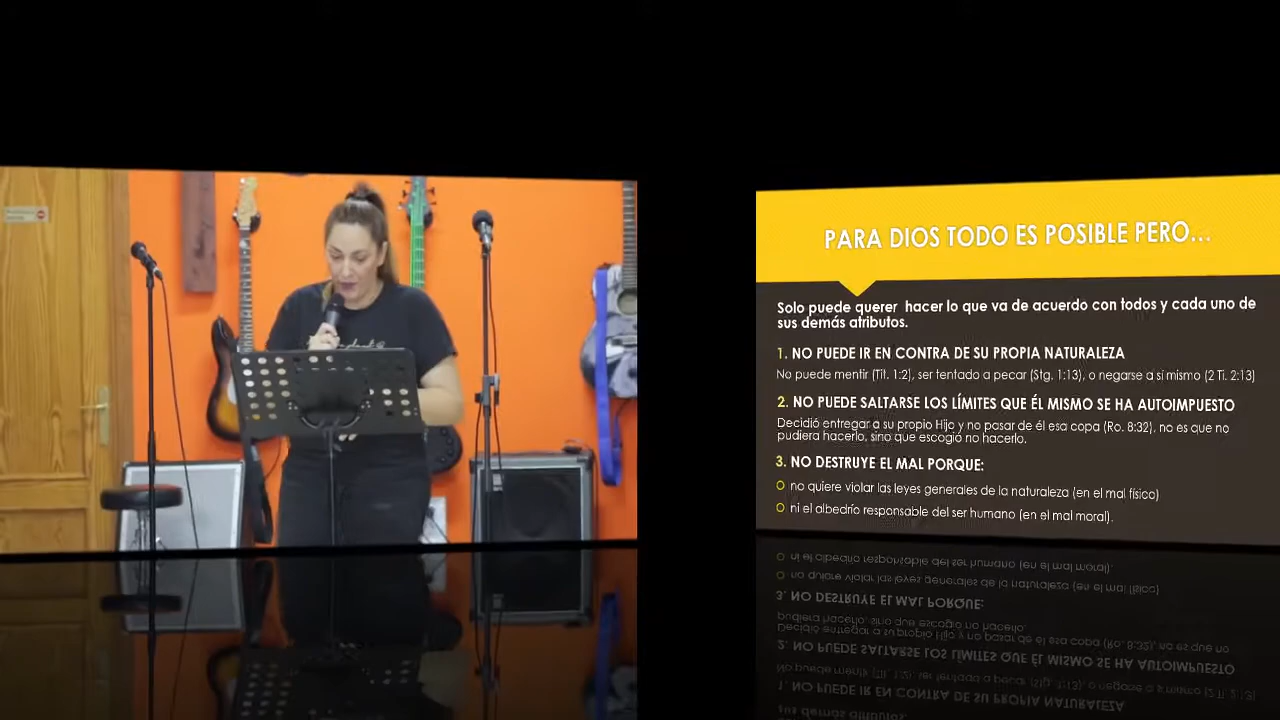 PARA DIOS TODO ES POSIBLE PERO...
Solo puede querer hacer lo que va de acuerdo con todos y cada uno de
sus demás atributos.
1. NO PUEDE IR EN CONTRA DE SU PROPIA NATURALEZA
No puede mentir (Tit. 1:2), ser tentado a pecar (Stg. 1:13), o negarse a sí mismo (2 Ti. 2:13)
2. NO PUEDE SALTARSE LOS LÍMITES QUE ÉL MISMO SE HA AUTOIMPUESTO
Decidió entregar a su propio Hijo y no pasar de él esa copa (Ro. 8:32), no es que no
pudiera hacerlo, sino que escogió no hacerlo.
3. NO DESTRUYE EL MAL PORQUE:
no quiere violar las leyes generales de la naturaleza (en el mal físico)
ni el albedrío responsable del ser humano (en el mal moral).